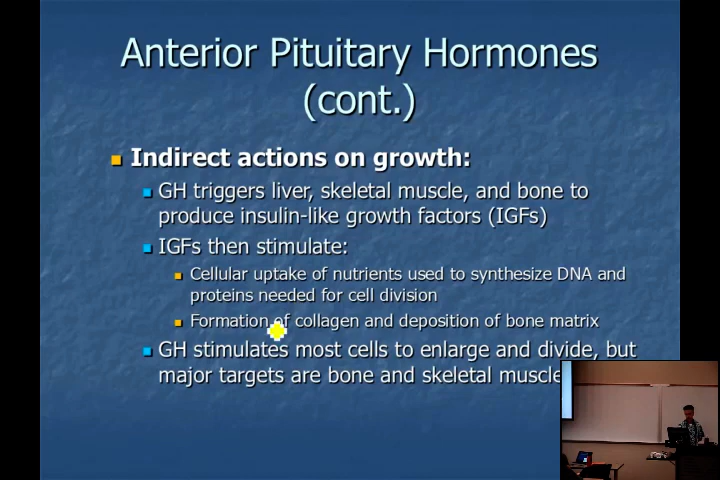 Anterior Pituitary Hormones
(cont.)
Indirect actions on growth:
GH triggers liver, skeletal muscle, and bone to
produce insulin-like growth factors (IGFs)
IGFs then stimulate:
Cellular uptake of nutrients used to synthesize DNA and
proteins needed for cell division
Formation of collagen and deposition of bone matrix
GH stimulates most cells to enlarge and divide, but
major targets are bone and skeletal muscle